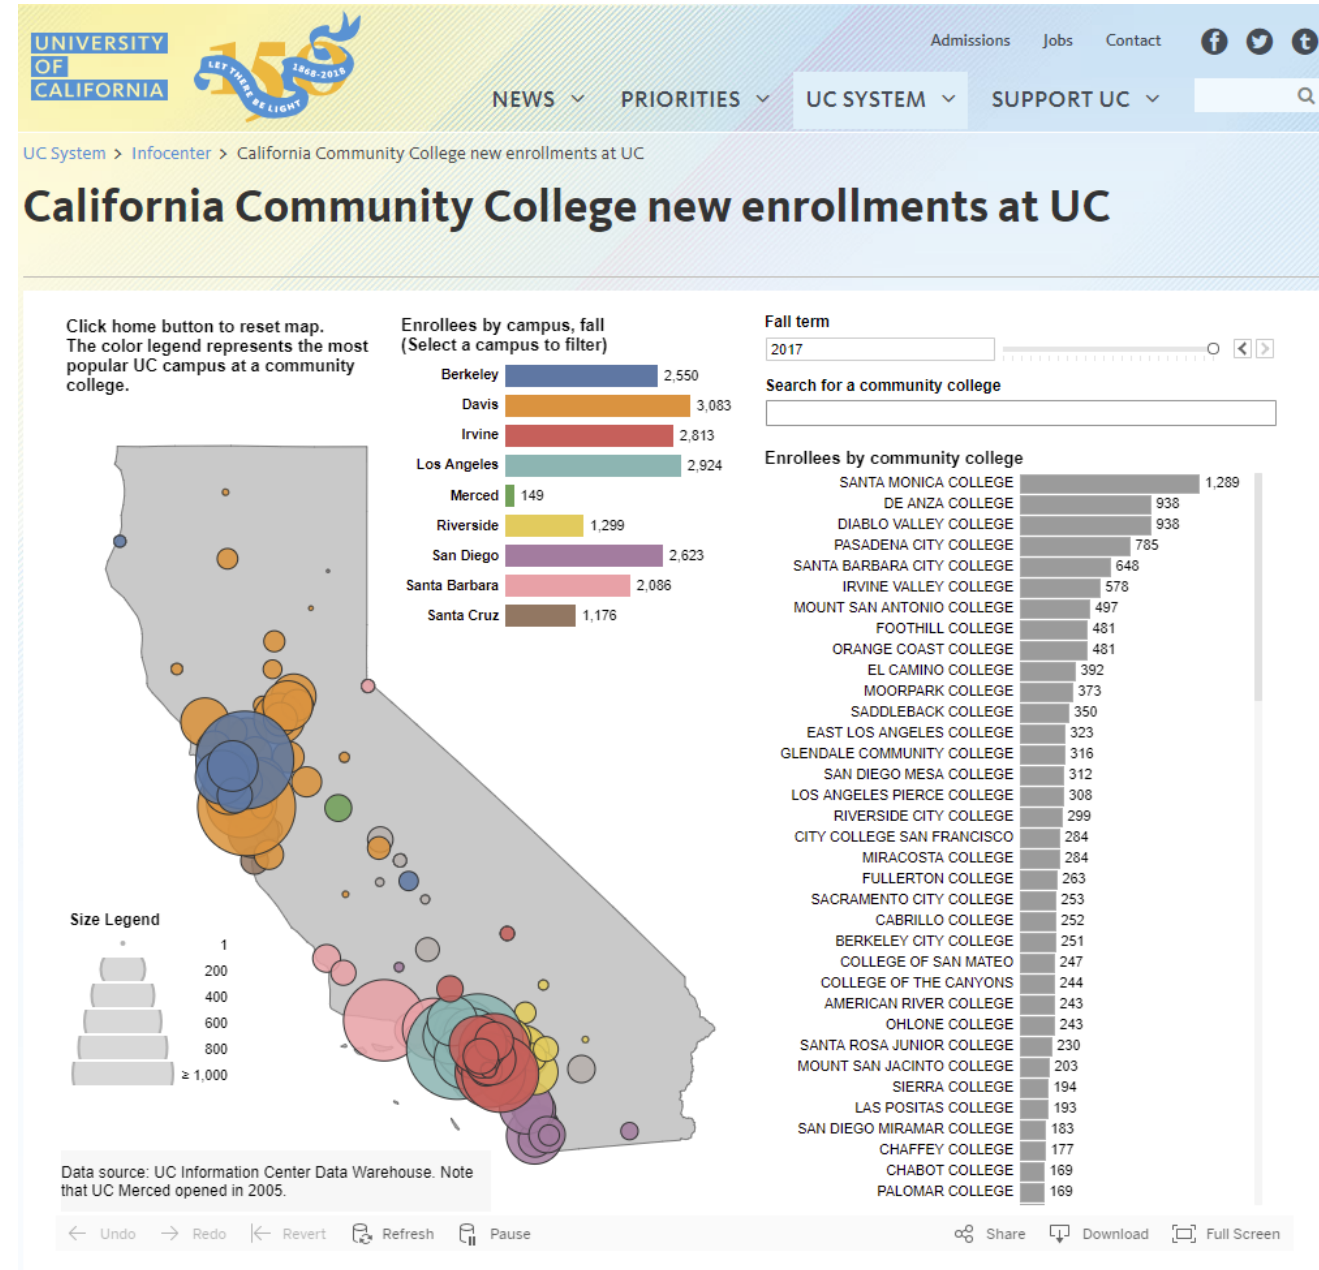 UNIVERSITY
OF
CALIFORNIA
150
LET THERE BE LIGHT
1868-2018
Admissions Jobs Contact
NEWS PRIORITIES UC SYSTEM SUPPORT UC
UC System > Infocenter > California Community College new enrollments at UC
California Community College new enrollments at UC
Click home button to reset map.
The color legend represents the most
popular UC campus at a community
college.
Enrollees by campus, fall
(Select a campus to filter)
Berkeley 2,550
Davis 3,083
Irvine 2,813
Los Angeles 2,924
Merced 149
Riverside 1,299
San Diego 2,623
Santa Barbara 2,086
Santa Cruz 1,176
Size Legend
1
200
400
600
800
≥ 1,000
Data source: UC Information Center Data Warehouse. Note
that UC Merced opened in 2005.
Fall term
2017
Search for a community college
Enrollees by community college
SANTA MONICA COLLEGE 1,289
DE ANZA COLLEGE 938
DIABLO VALLEY COLLEGE 938
PASADENA CITY COLLEGE 785
SANTA BARBARA CITY COLLEGE 648
IRVINE VALLEY COLLEGE 578
MOUNT SAN ANTONIO COLLEGE 497
FOOTHILL COLLEGE 481
ORANGE COAST COLLEGE 481
EL CAMINO COLLEGE 392
MOORPARK COLLEGE 373
SADDLEBACK COLLEGE 350
EAST LOS ANGELES COLLEGE 323
GLENDALE COMMUNITY COLLEGE 316
SAN DIEGO MESA COLLEGE 312
LOS ANGELES PIERCE COLLEGE 308
RIVERSIDE CITY COLLEGE 299
CITY COLLEGE SAN FRANCISCO 284
MIRACOSTA COLLEGE 284
FULLERTON COLLEGE 263
SACRAMENTO CITY COLLEGE 253
CABRILLO COLLEGE 252
BERKELEY CITY COLLEGE 251
COLLEGE OF SAN MATEO 247
COLLEGE OF THE CANYONS 244
AMERICAN RIVER COLLEGE 243
OHLONE COLLEGE 243
SANTA ROSA JUNIOR COLLEGE 230
MOUNT SAN JACINTO COLLEGE 203
SIERRA COLLEGE 194
LAS POSITAS COLLEGE 193
SAN DIEGO MIRAMAR COLLEGE 183
CHAFFEY COLLEGE 177
CHABOT COLLEGE 169
PALOMAR COLLEGE 169
Undo Redo Revert Refresh Pause Share Download Full Screen